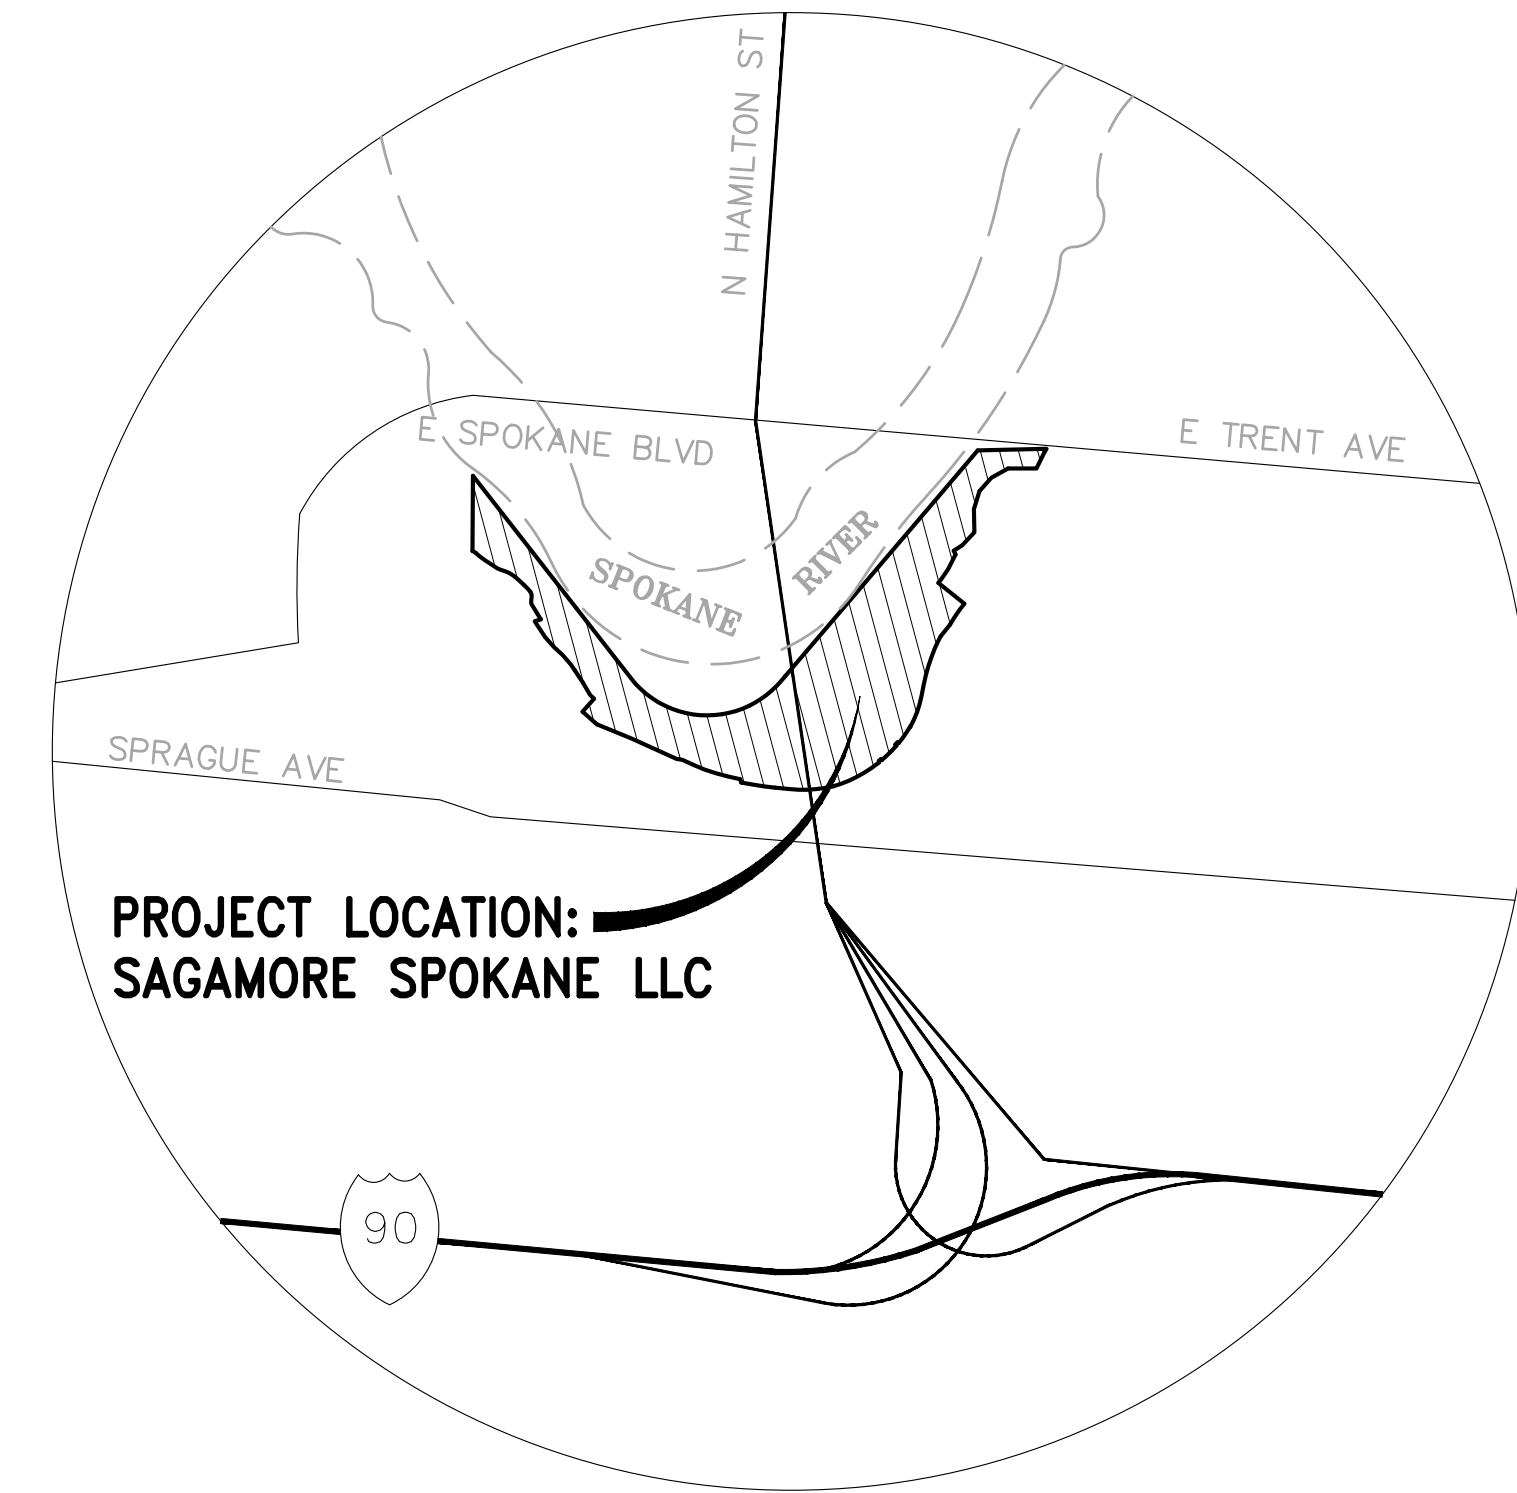 N HAMILTON ST
E SPOKANE BLVD
E TRENT AVE
SPOKANE
RIVER
SPRAGUE AVE
PROJECT LOCATION:
SAGAMORE SPOKANE LLC
90